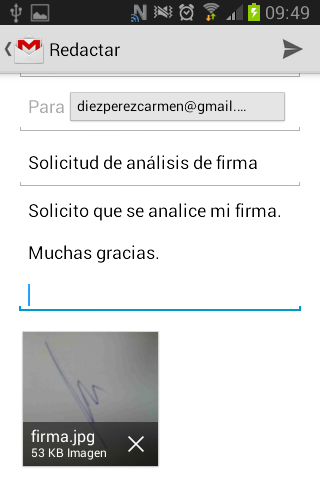 09:49
Redactar
Para diezperezcarmen@gmail....
Solicitud de análisis de firma
Solicito que se analice mi firma.
Muchas gracias.
firma.jpg
53 KB Imagen